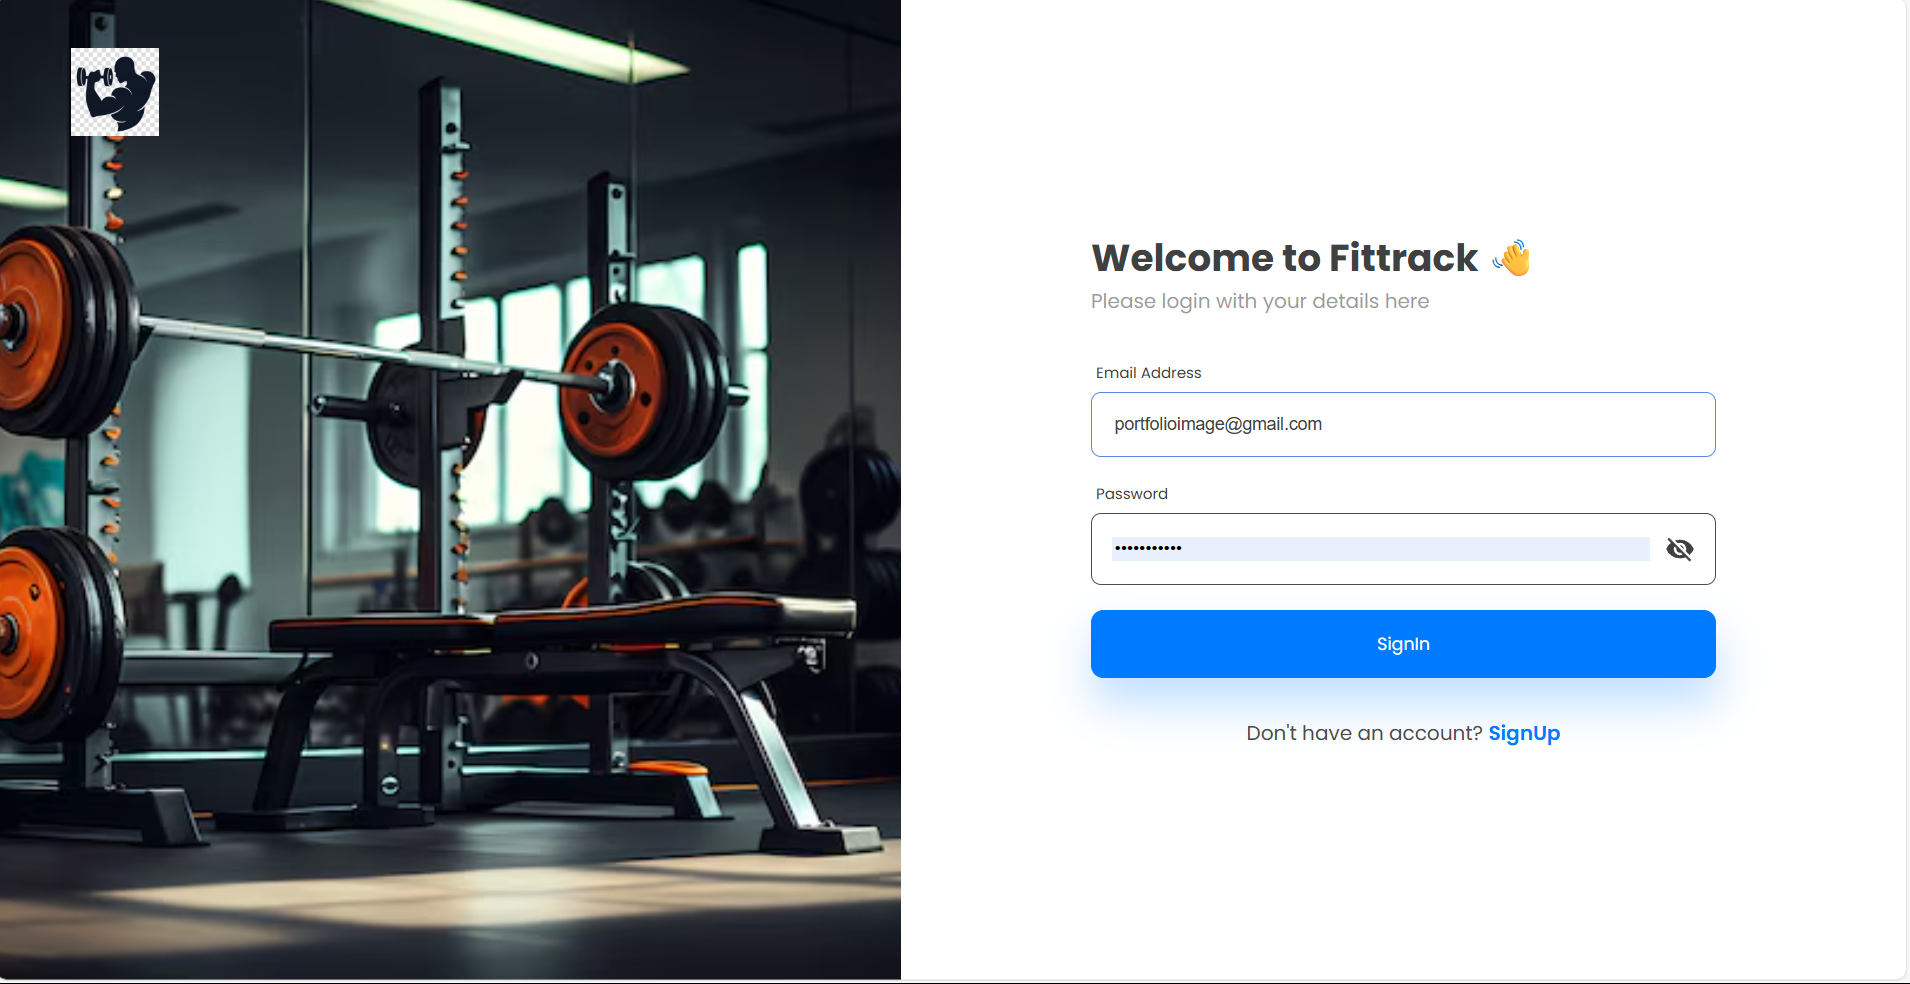 Welcome to Fittrack 👋
Please login with your details here
Email Address
portfolioimage@gmail.com
Password
•••••••••••
SignIn
Don't have an account? SignUp